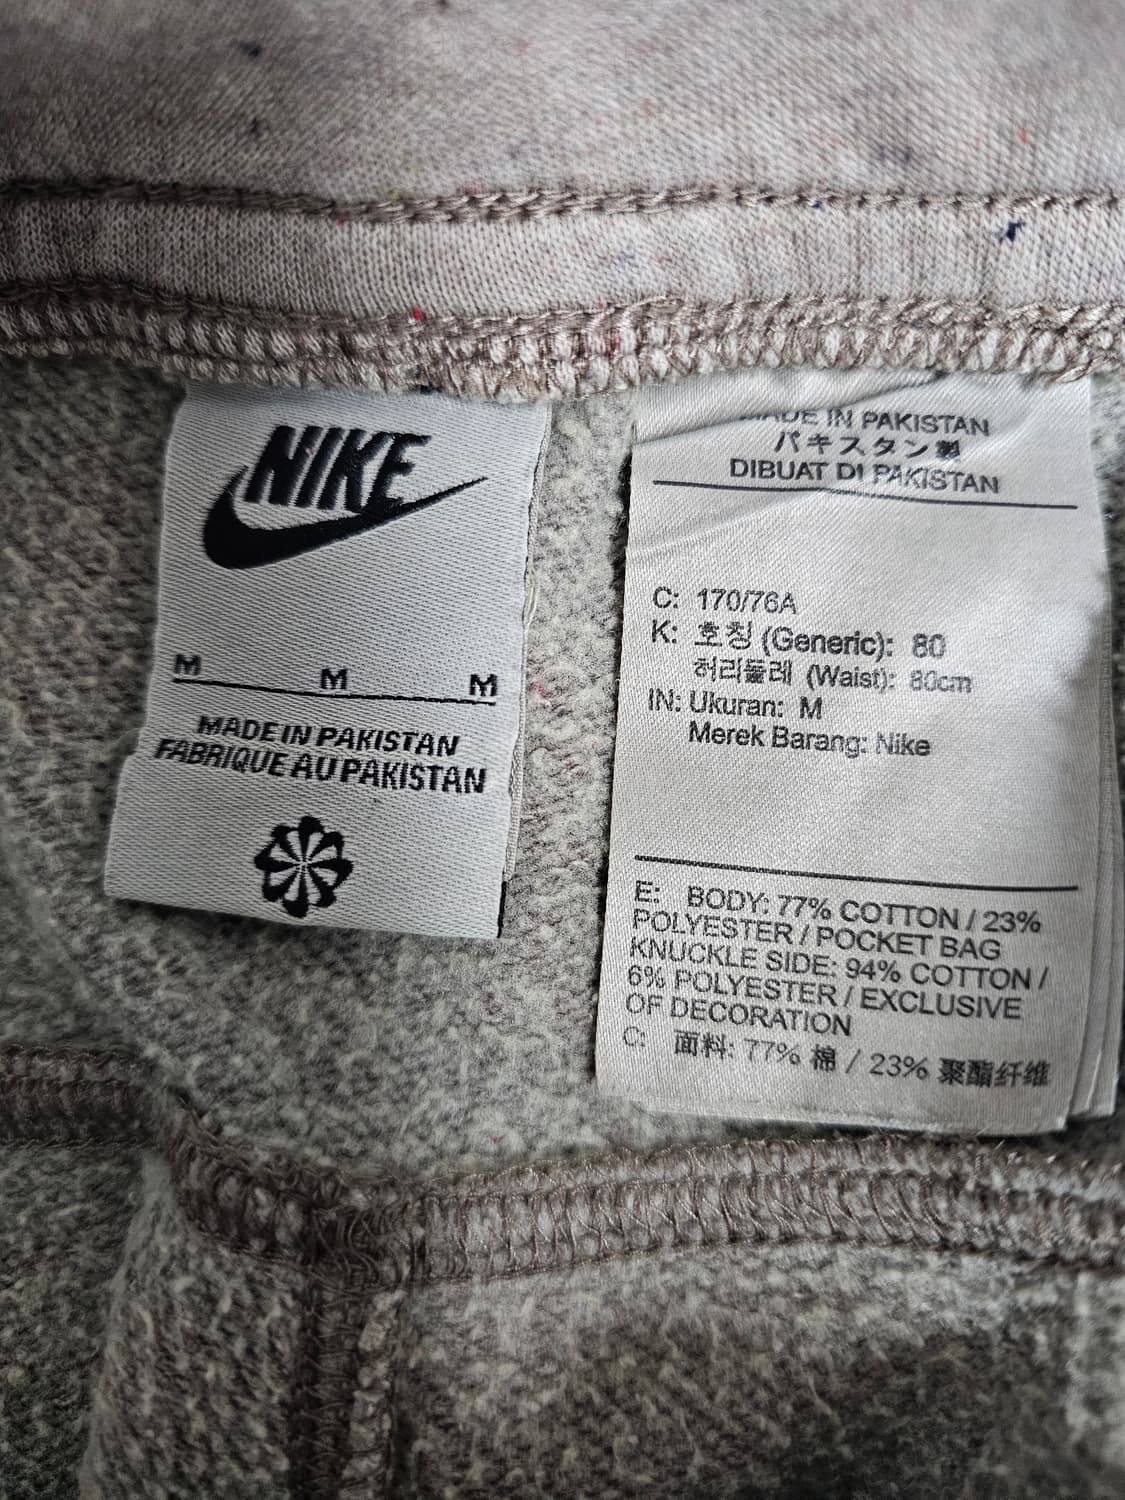 NIKE
M M M
MADE IN PAKISTAN
FABRIQUE AU PAKISTAN
MADE IN PAKISTAN
パキスタン製
DIBUAT DI PAKISTAN
C: 170/76A
K: 호칭 (Generic): 80
허리둘레 (Waist): 80cm
IN: Ukuran: M
Merek Barang: Nike
E: BODY: 77% COTTON / 23%
POLYESTER / POCKET BAG
KNUCKLE SIDE: 94% COTTON /
6% POLYESTER / EXCLUSIVE
OF DECORATION
C: 面料: 77% 棉 / 23% 聚酯纤维